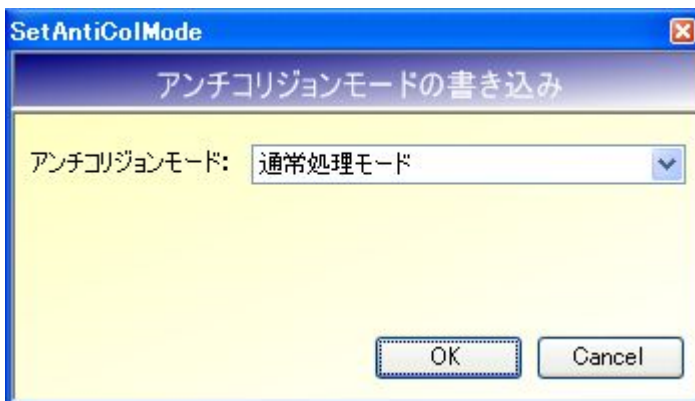 SetAntiColMode
アンチコリジョンモードの書き込み
アンチコリジョンモード: 通常処理モード
OK Cancel